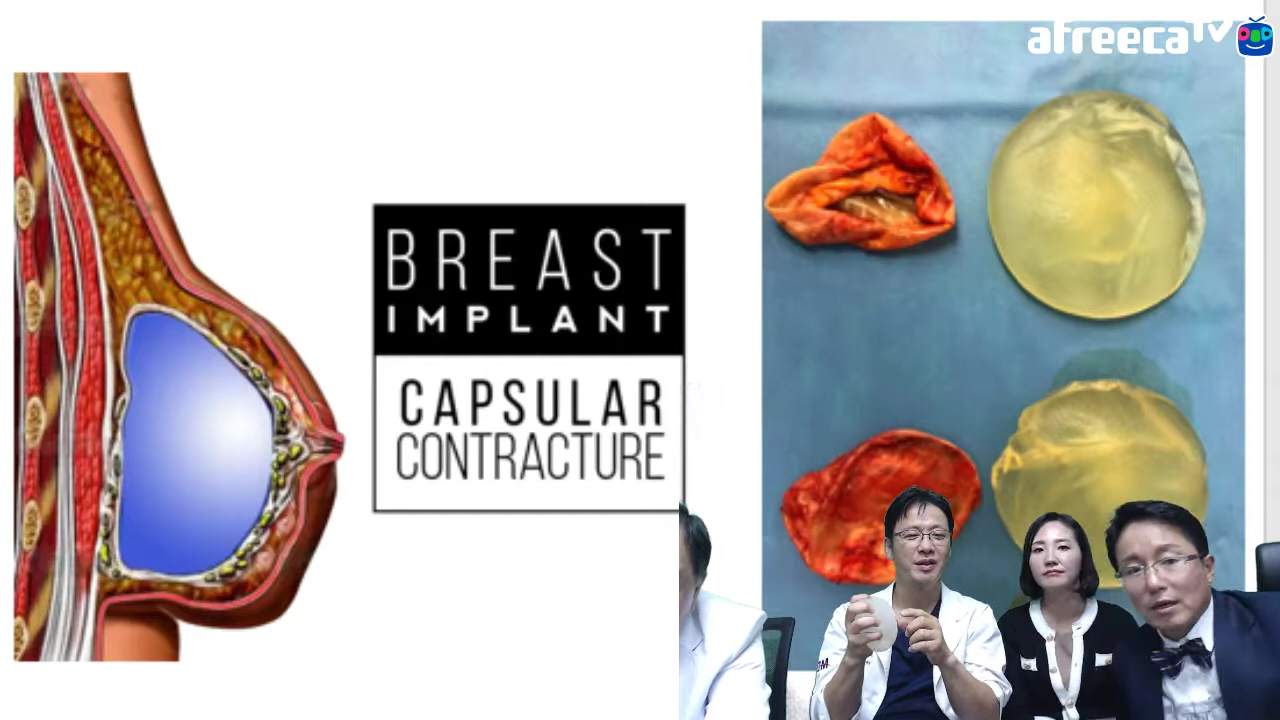 afreecaTV
BREAST
IMPLANT
CAPSULAR
CONTRACTURE